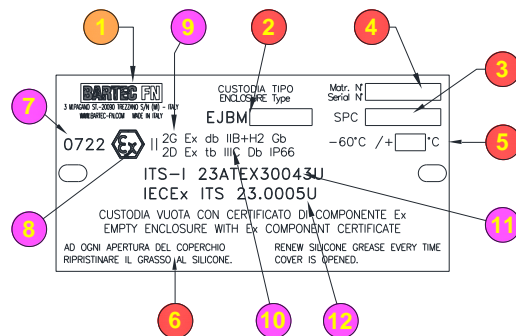 1
9
2
4
3
BARTEC FN
3 M.PAGANO ST.-20090 TREZZANO S/N (MI) - ITALY
WWW.BARTEC-FN.COM MADE IN ITALY
CUSTODIA TIPO
ENCLOSURE Type
EJBM
Matr. N°
Serial N°
SPC
7
0722 Ex II 2G Ex db IIB+H2 Gb
2D Ex tb IIIC Db IP66
-60°C /+ °C
5
ITS-I 23ATEX30043U
IECEx ITS 23.0005U
8
CUSTODIA VUOTA CON CERTIFICATO DI COMPONENTE Ex
EMPTY ENCLOSURE WITH Ex COMPONENT CERTIFICATE
11
AD OGNI APERTURA DEL COPERCHIO
RIPRISTINARE IL GRASSO AL SILICONE.
RENEW SILICONE GREASE EVERY TIME
COVER IS OPENED.
6
10
12